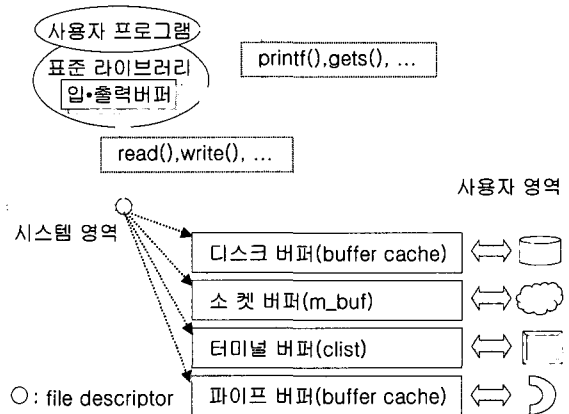 사용자 프로그램
표준 라이브러리
입•출력버퍼
printf(),gets(), ...
read(),write(), ...
사용자 영역
시스템 영역
디스크 버퍼(buffer cache)
소 켓 버퍼(m_buf)
터미널 버퍼(clist)
파이프 버퍼(buffer cache)
○: file descriptor